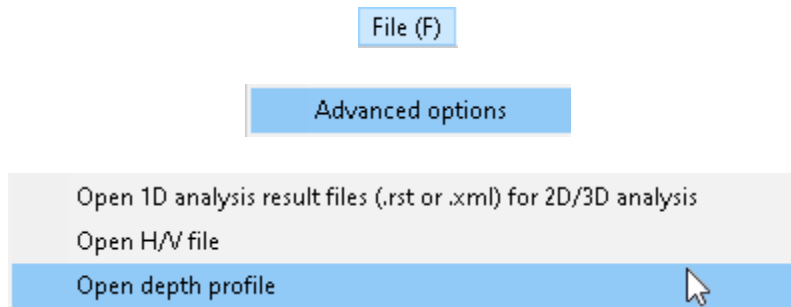 File (F)
Advanced options
Open 1D analysis result files (.rst or .xml) for 2D/3D analysis
Open H/V file
Open depth profile